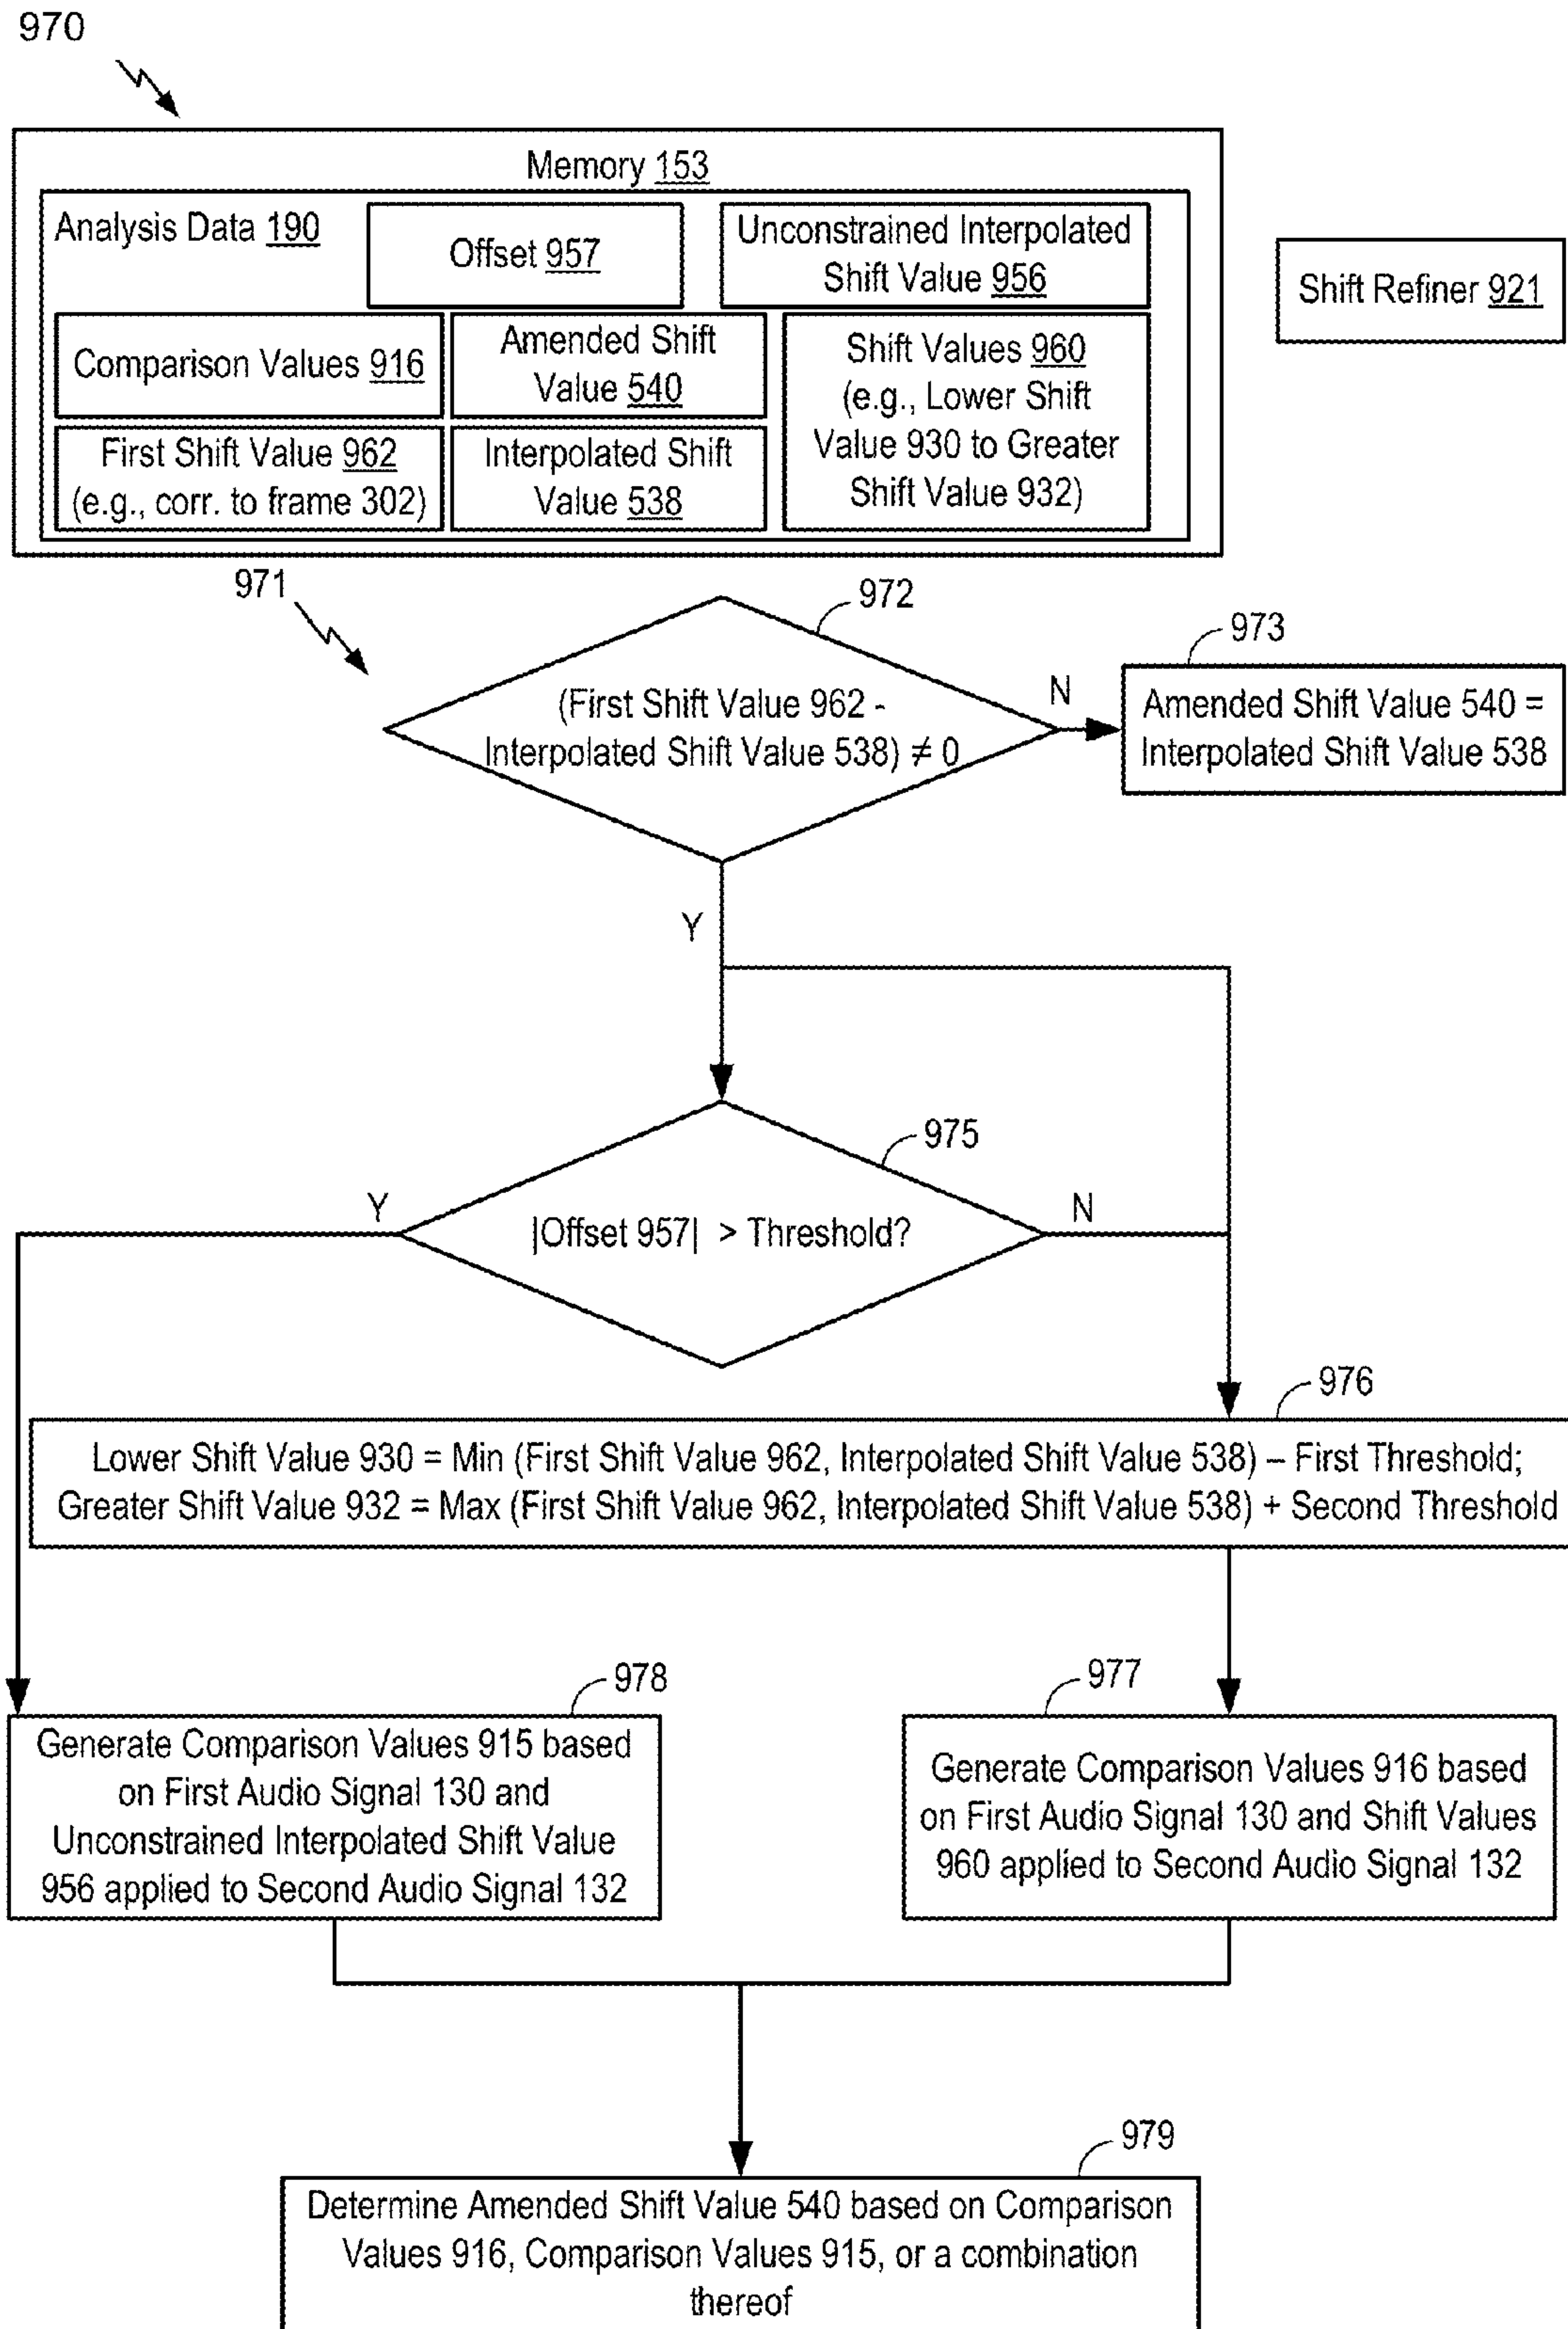 970
Memory 153
Analysis Data 190
Offset 957
Unconstrained Interpolated
Shift Value 956
Shift Refiner 921
Comparison Values 916
Amended Shift
Value 540
Shift Values 960
(e.g., Lower Shift
Value 930 to Greater
Shift Value 932)
First Shift Value 962
(e.g., corr. to frame 302)
Interpolated Shift
Value 538
971
972
(First Shift Value 962 -
Interpolated Shift Value 538) ≠ 0
N
973
Amended Shift Value 540 =
Interpolated Shift Value 538
Y
975
Y
|Offset 957| > Threshold?
N
976
Lower Shift Value 930 = Min (First Shift Value 962, Interpolated Shift Value 538) – First Threshold;
Greater Shift Value 932 = Max (First Shift Value 962, Interpolated Shift Value 538) + Second Threshold
978
Generate Comparison Values 915 based
on First Audio Signal 130 and
Unconstrained Interpolated Shift Value
956 applied to Second Audio Signal 132
977
Generate Comparison Values 916 based
on First Audio Signal 130 and Shift Values
960 applied to Second Audio Signal 132
979
Determine Amended Shift Value 540 based on Comparison
Values 916, Comparison Values 915, or a combination
thereof